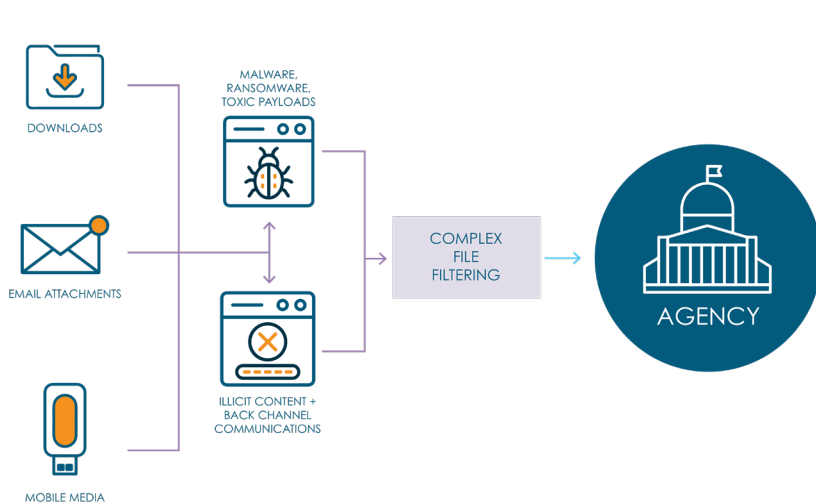 DOWNLOADS
EMAIL ATTACHMENTS
MOBILE MEDIA
MALWARE,
RANSOMWARE,
TOXIC PAYLOADS
ILLICIT CONTENT +
BACK CHANNEL
COMMUNICATIONS
COMPLEX
FILE
FILTERING
AGENCY